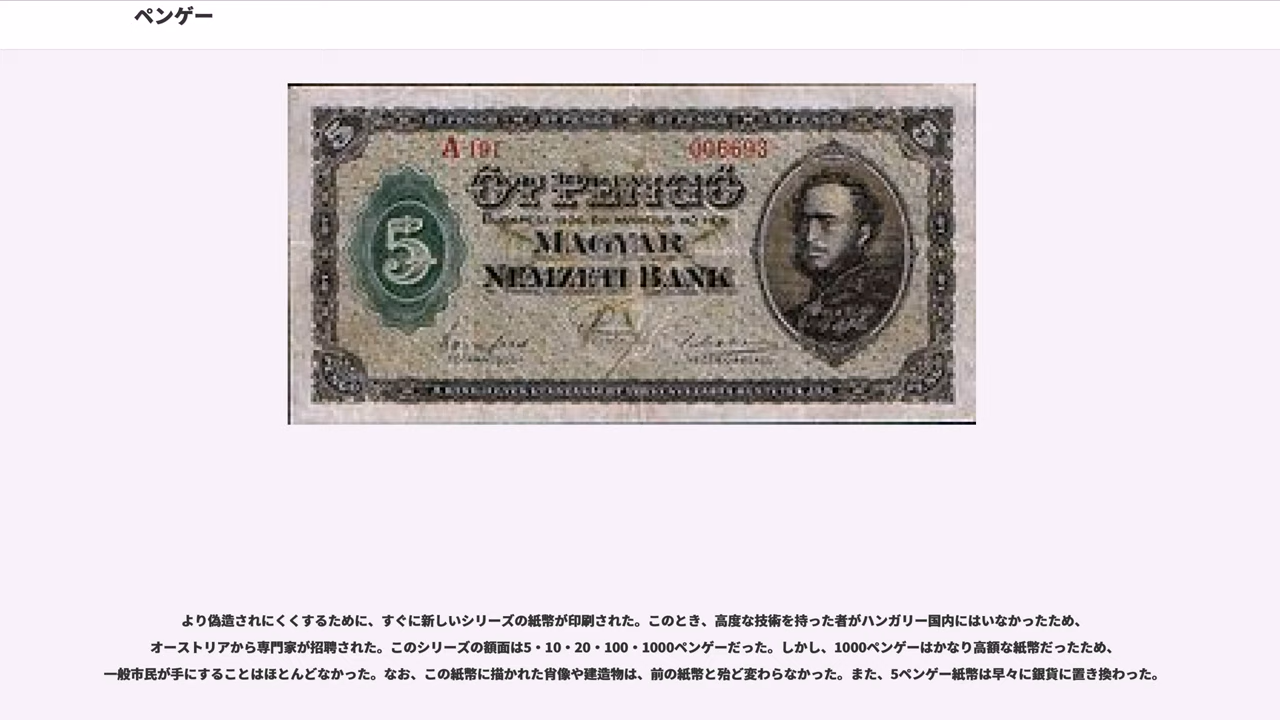 ペンゲー
A 191
006693
ÖT PENGŐ
MAGYAR
NEMZETI BANK
5
5
5
より偽造されにくくするために、すぐに新しいシリーズの紙幣が印刷された。このとき、高度な技術を持った者がハンガリー国内にはいなかったため、
オーストリアから専門家が招聘された。このシリーズの額面は5・10・20・100・1000ペンゲーだった。しかし、1000ペンゲーはかなり高額な紙幣だったため、
一般市民が手にすることはほとんどなかった。なお、この紙幣に描かれた肖像や建造物は、前の紙幣と殆ど変わらなかった。また、5ペンゲー紙幣は早々に銀貨に置き換わった。